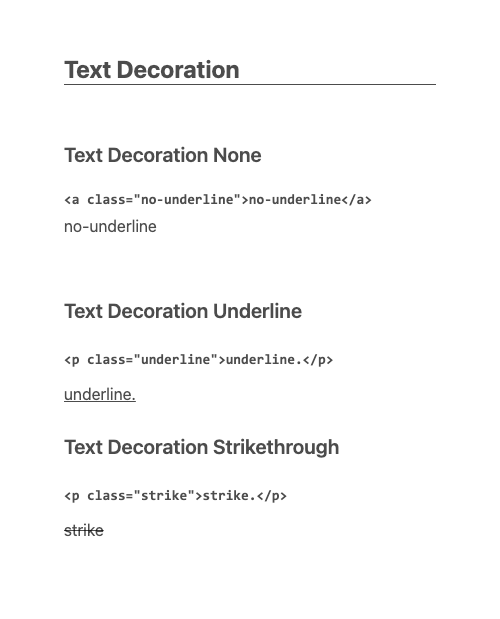 Text Decoration
Text Decoration None
<a class="no-underline">no-underline</a>
no-underline
Text Decoration Underline
<p class="underline">underline.</p>
underline.
Text Decoration Strikethrough
<p class="strike">strike.</p>
strike